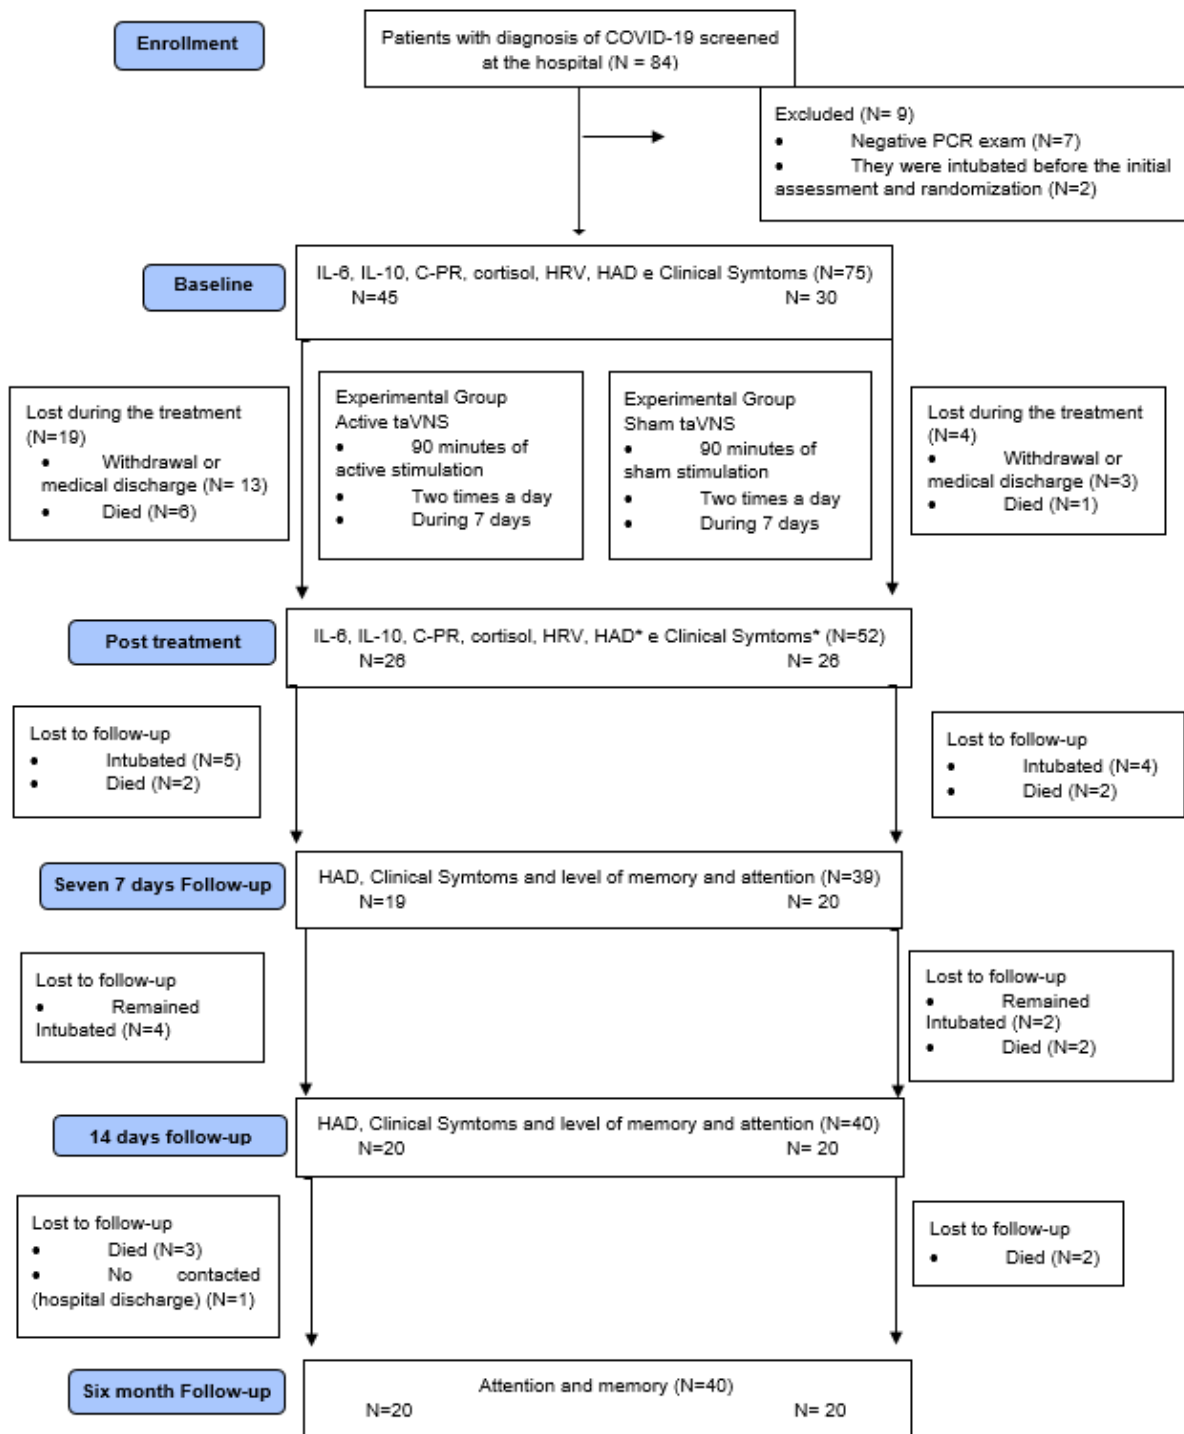 Enrollment
Patients with diagnosis of COVID-19 screened
at the hospital (N = 84)
Excluded (N= 9)
• Negative PCR exam (N=7)
• They were intubated before the initial
assessment and randomization (N=2)
Baseline
IL-6, IL-10, C-PR, cortisol, HRV, HAD e Clinical Symtoms (N=75)
N=45 N= 30
Lost during the treatment
(N=19)
• Withdrawal or
medical discharge (N= 13)
• Died (N=6)
Experimental Group
Active taVNS
• 90 minutes of
active stimulation
• Two times a day
• During 7 days
Experimental Group
Sham taVNS
• 90 minutes of
sham stimulation
• Two times a day
• During 7 days
Lost during the treatment
(N=4)
• Withdrawal or
medical discharge (N=3)
• Died (N=1)
Post treatment
IL-6, IL-10, C-PR, cortisol, HRV, HAD* e Clinical Symtoms* (N=52)
N=26 N= 26
Lost to follow-up
• Intubated (N=5)
• Died (N=2)
Lost to follow-up
• Intubated (N=4)
• Died (N=2)
Seven 7 days Follow-up
HAD, Clinical Symtoms and level of memory and attention (N=39)
N=19 N= 20
Lost to follow-up
• Remained
Intubated (N=4)
Lost to follow-up
• Remained
Intubated (N=2)
• Died (N=2)
14 days follow-up
HAD, Clinical Symtoms and level of memory and attention (N=40)
N=20 N= 20
Lost to follow-up
• Died (N=3)
• No contacted
(hospital discharge) (N=1)
Lost to follow-up
• Died (N=2)
Six month Follow-up
Attention and memory (N=40)
N=20 N= 20